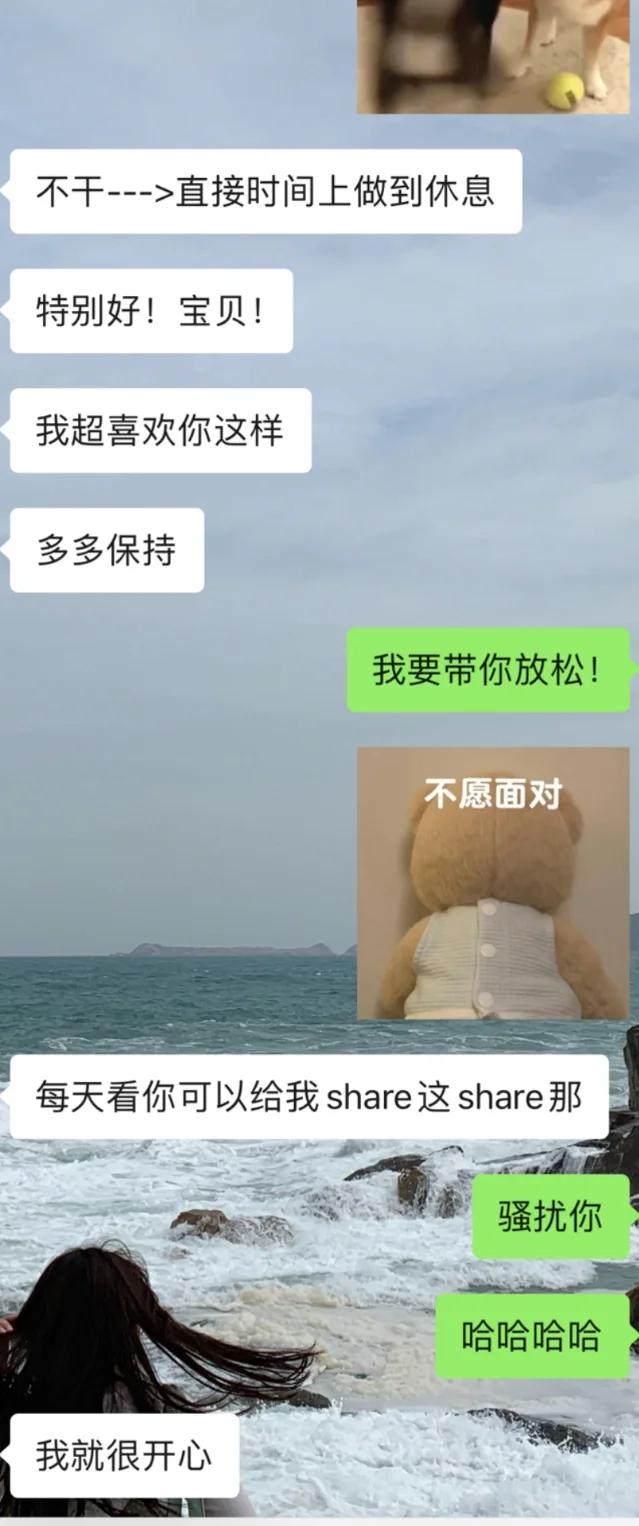 不干--->直接时间上做到休息
特别好！宝贝！
我超喜欢你这样
多多保持
我要带你放松！
不愿面对
每天看你可以给我share这share那
骚扰你
哈哈哈哈
我就很开心